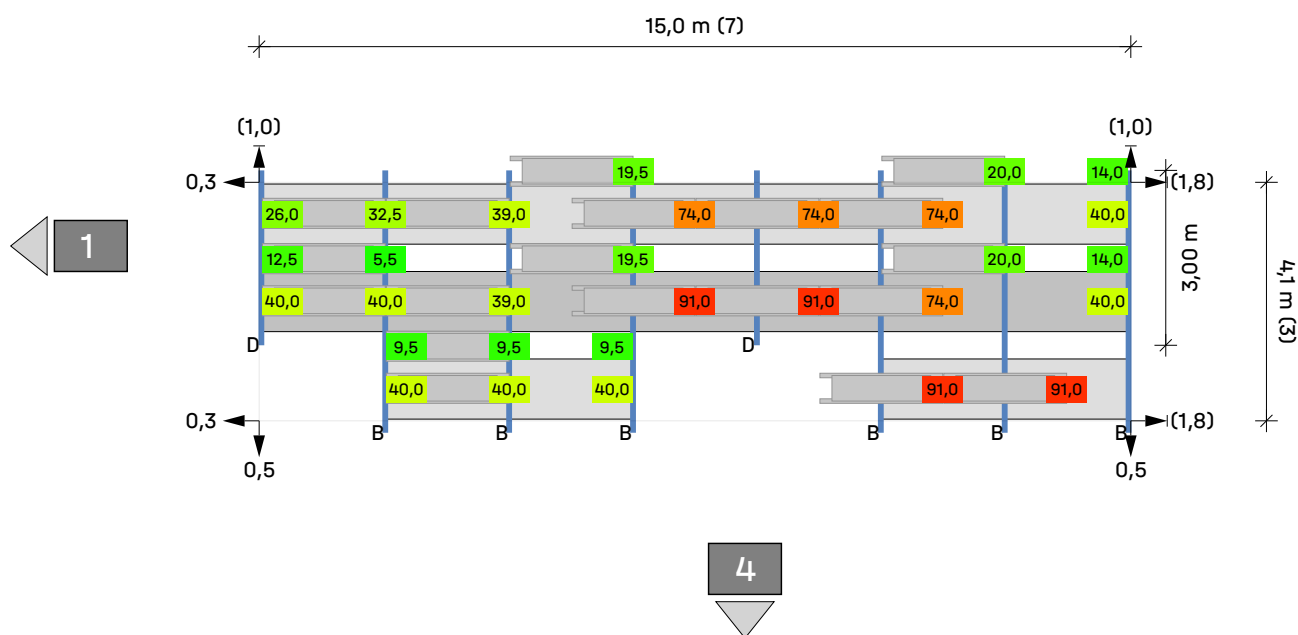 15,0 m (7)
(1,0) (1,0)
19,5 20,0 14,0
0,3 (1,8)
26,0 32,5 39,0 74,0 74,0 74,0 40,0
1
12,5 5,5 19,5 20,0 14,0
3,00 m
40,0 40,0 39,0 91,0 91,0 74,0 40,0
4,1 m (3)
D 9,5 9,5 9,5 D
40,0 40,0 40,0 91,0 91,0
0,3 (1,8)
B B B B B B
0,5 0,5
4